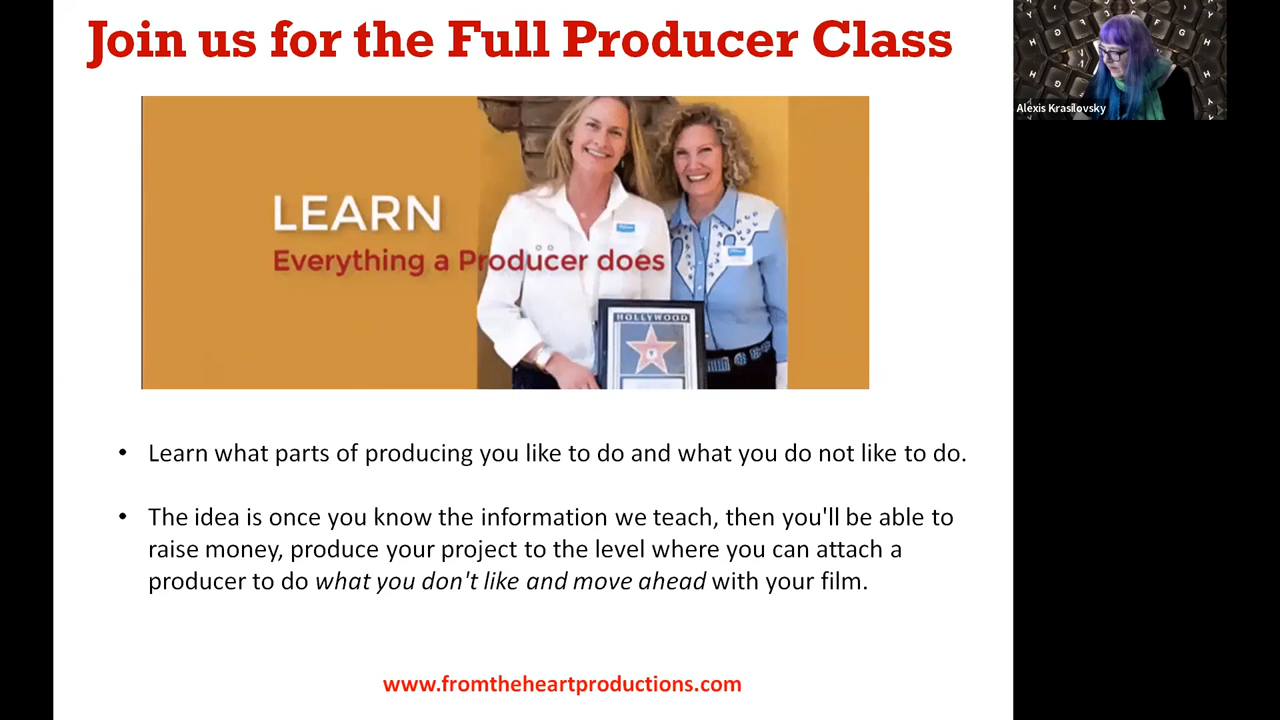 Join us for the Full Producer Class
Alexis Krasilovsky
LEARN
Everything a Producer does
HOLLYWOOD
• Learn what parts of producing you like to do and what you do not like to do.
• The idea is once you know the information we teach, then you'll be able to
raise money, produce your project to the level where you can attach a
producer to do what you don't like and move ahead with your film.
www.fromtheheartproductions.com